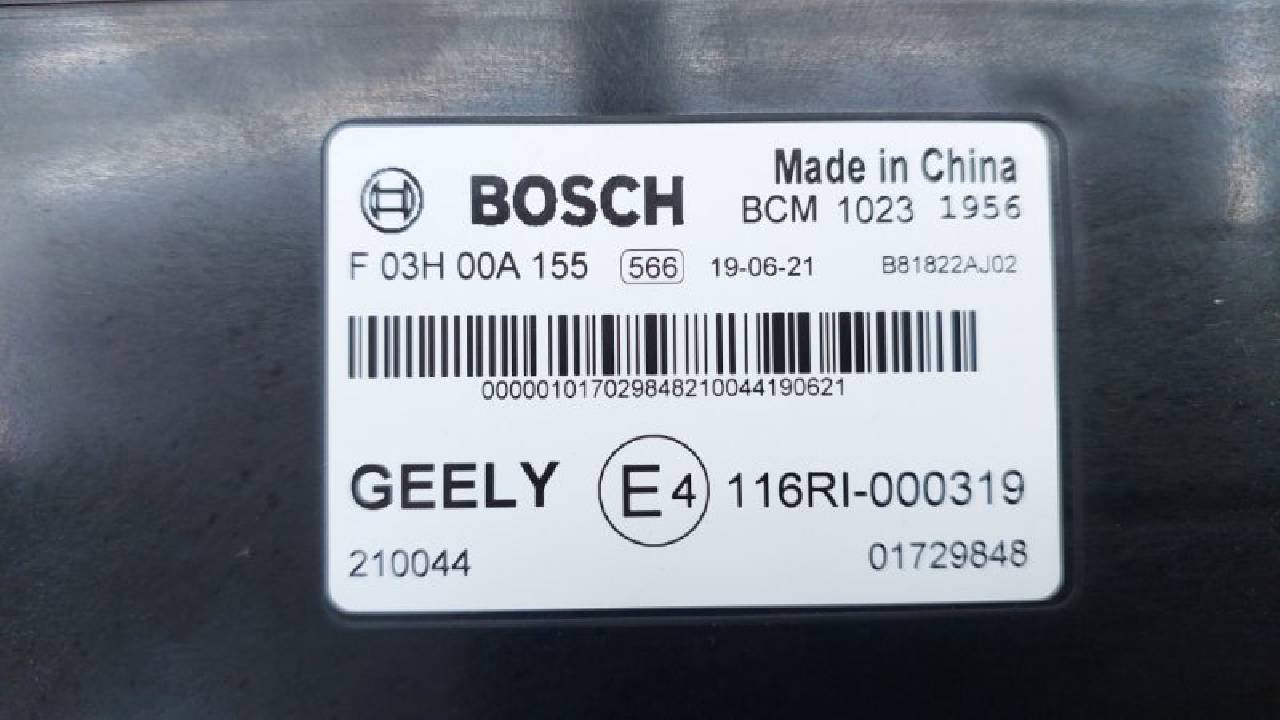 BOSCH Made in China
BCM 1023 1956
F 03H 00A 155 566 19-06-21 B81822AJ02
000001017029848210044190621
GEELY E4 116RI-000319
210044 01729848